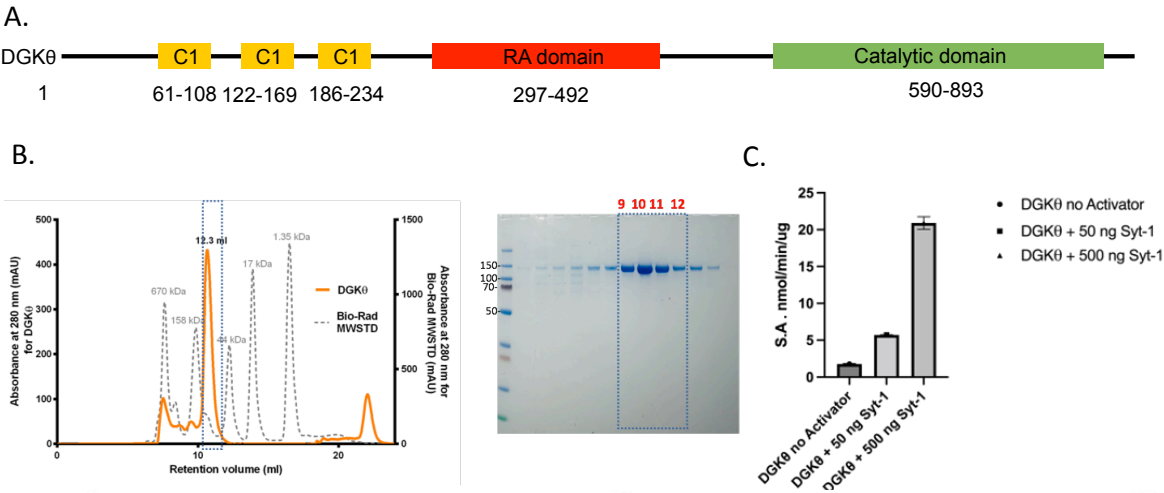 A.
DGKθ C1 C1 C1 RA domain Catalytic domain
1 61-108 122-169 186-234 297-492 590-893
B.
Absorbance at 280 nm (mAU)
for DGKθ)
500
400
300
200
100
0
670 kDa
158 kDa
12.3 ml
44 kDa
17 kDa
1.35 kDa
DGKθ
Bio-Rad
MWSTD
1500
1000
500
0
Absorbance at 280 nm for
Bio-Rad MWSTD (mAU)
0 10 20
Retention volume (ml)
9 10 11 12
150
100
70
50
C.
S.A . nmol/min/ug
25
20
15
10
5
0
DGKθ no Activator
DGKθ + 50 ng Syt-1
DGKθ + 500 ng Syt-1
DGKθ no Activator
DGKθ + 50 ng Syt-1
DGKθ + 500 ng Syt-1